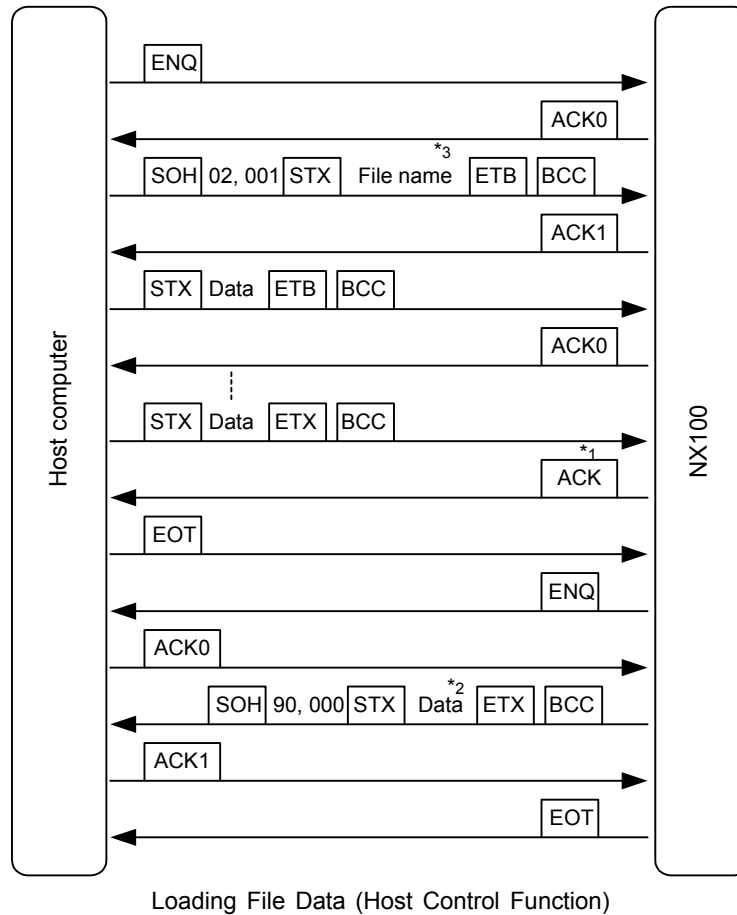 Host computer
NX100
ENQ
ACK0
*3
SOH 02, 001 STX File name ETB BCC
ACK1
STX Data ETB BCC
ACK0
STX Data ETX BCC
*1
ACK
EOT
ENQ
ACK0
*2
SOH 90, 000 STX Data ETX BCC
ACK1
EOT
Loading File Data (Host Control Function)